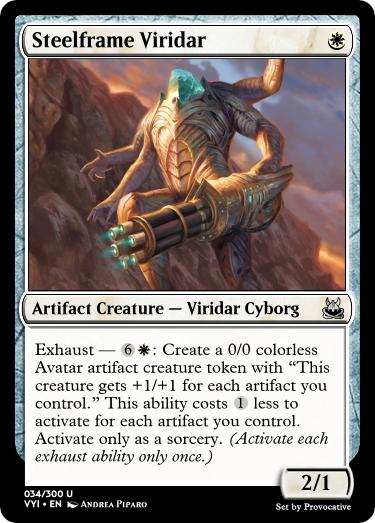 Steelframe Viridar
Artifact Creature — Viridar Cyborg
Exhaust — 6 : Create a 0/0 colorless
Avatar artifact creature token with “This
creature gets +1/+1 for each artifact you
control.” This ability costs 1 less to
activate for each artifact you control.
Activate only as a sorcery. (Activate each
exhaust ability only once.)
2/1
034/300 U
VYI • EN Andrea Piparo
Set by Provocative